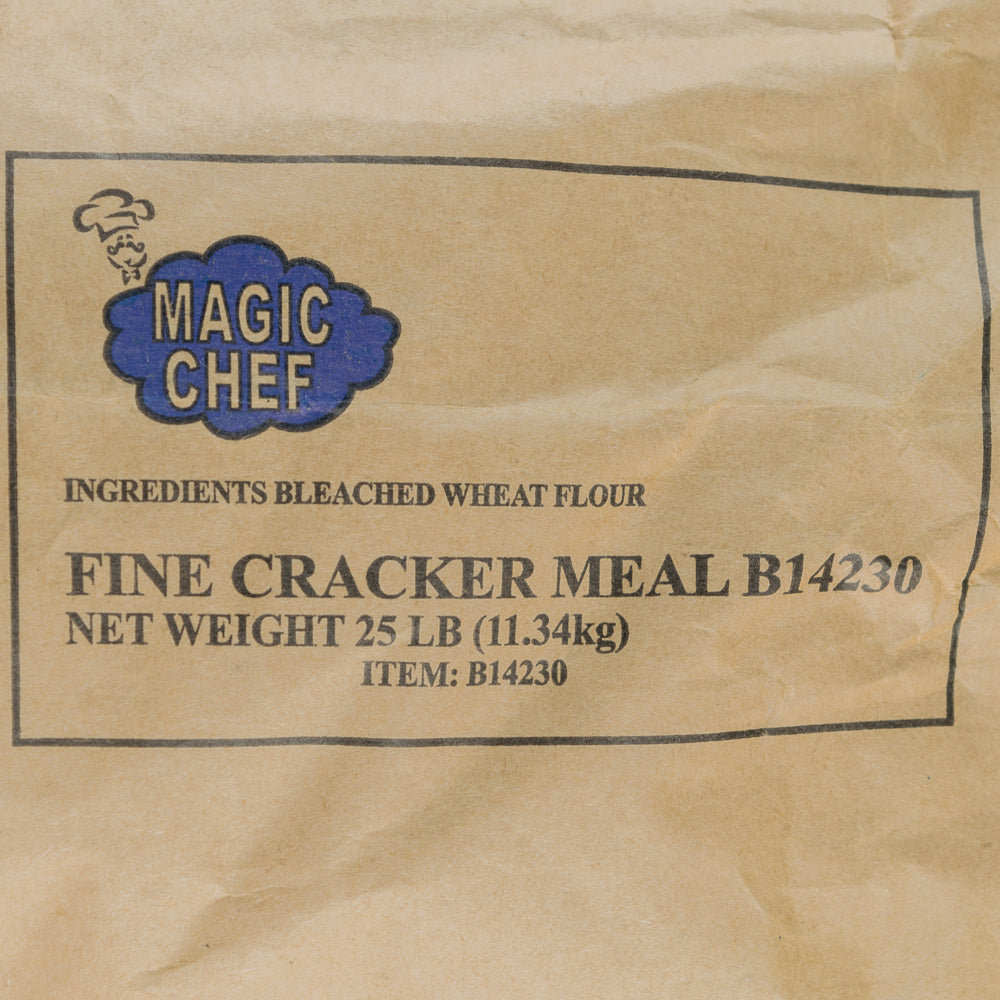 MAGIC
CHEF
INGREDIENTS BLEACHED WHEAT FLOUR
FINE CRACKER MEAL B14230
NET WEIGHT 25 LB (11.34kg)
ITEM: B14230